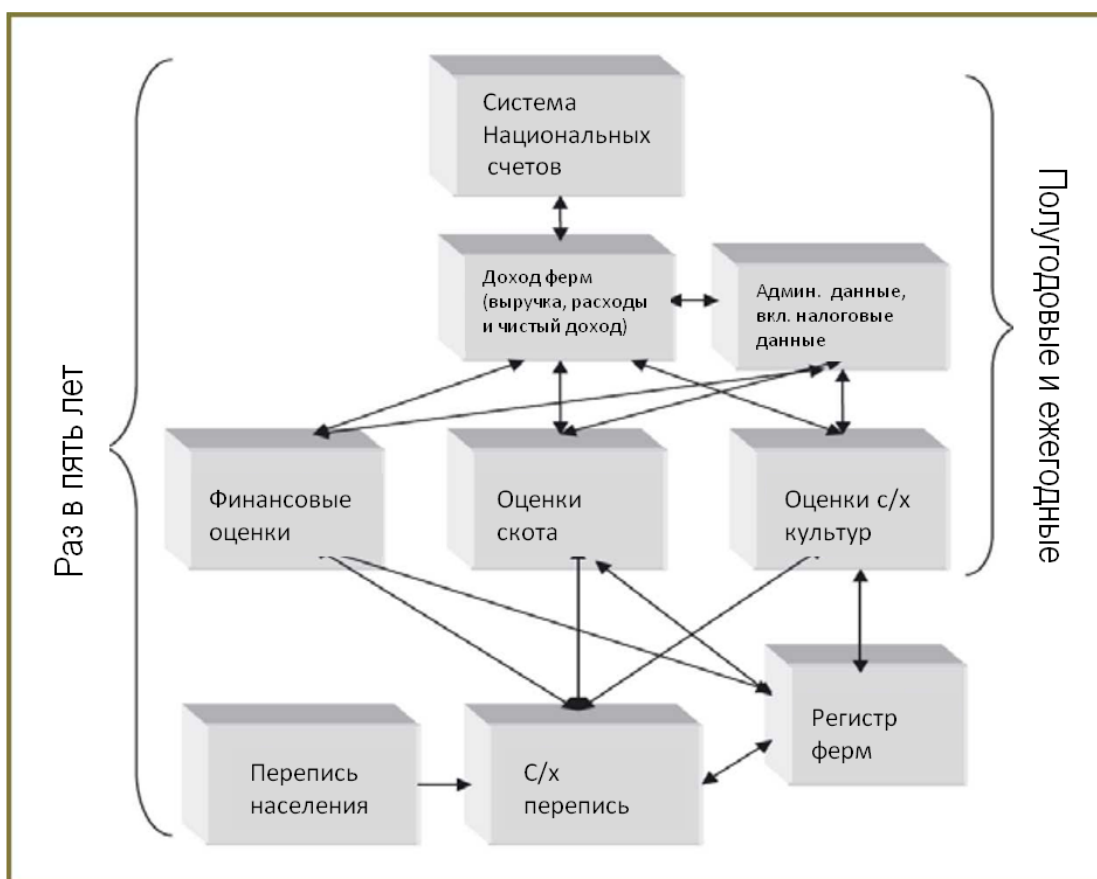 Система
Национальных
счетов
Доход ферм
(выручка, расходы
и чистый доход)
Админ. данные,
вкл. налоговые
данные
Раз в пять лет
Полугодовые и ежегодные
Финансовые
оценки
Оценки
скота
Оценки с/х
культур
Регистр
ферм
Перепись
населения
С/х
перепись